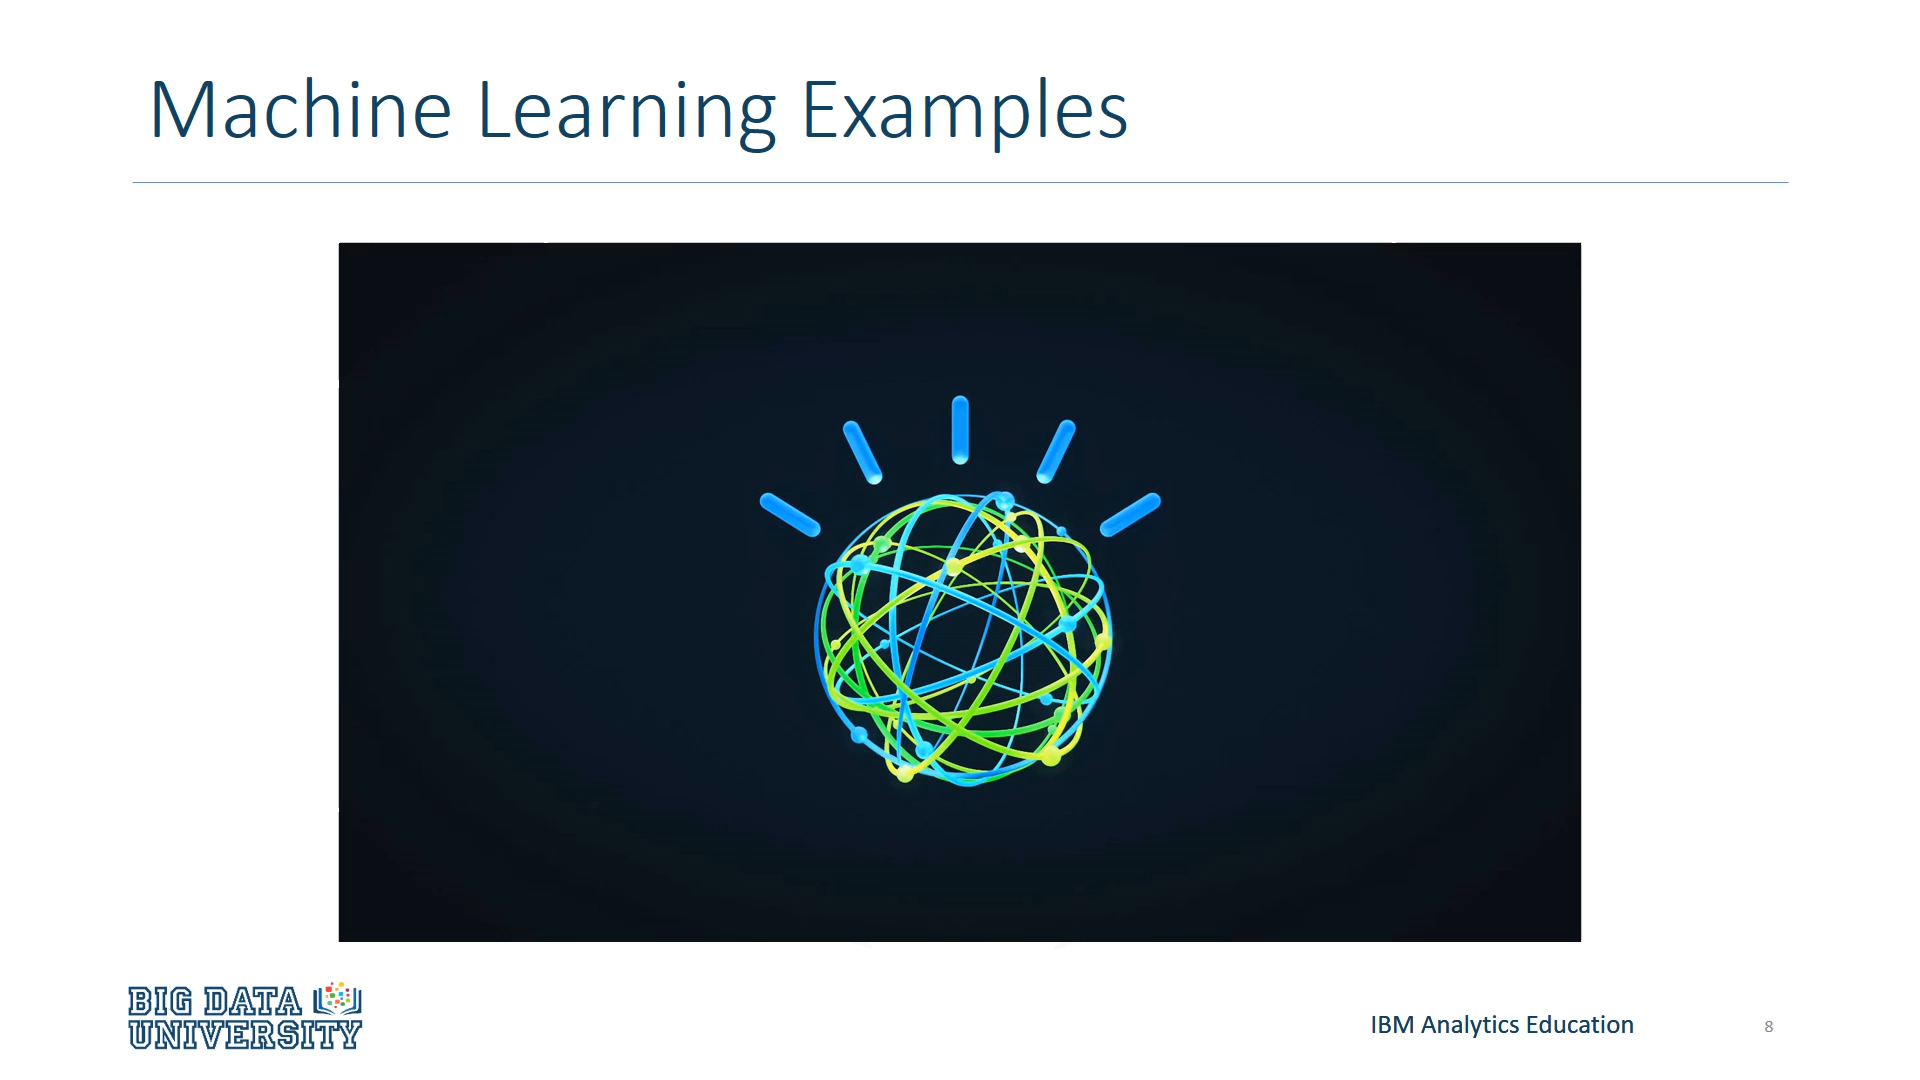 Machine Learning Examples
BIG DATA
UNIVERSITY
IBM Analytics Education
8